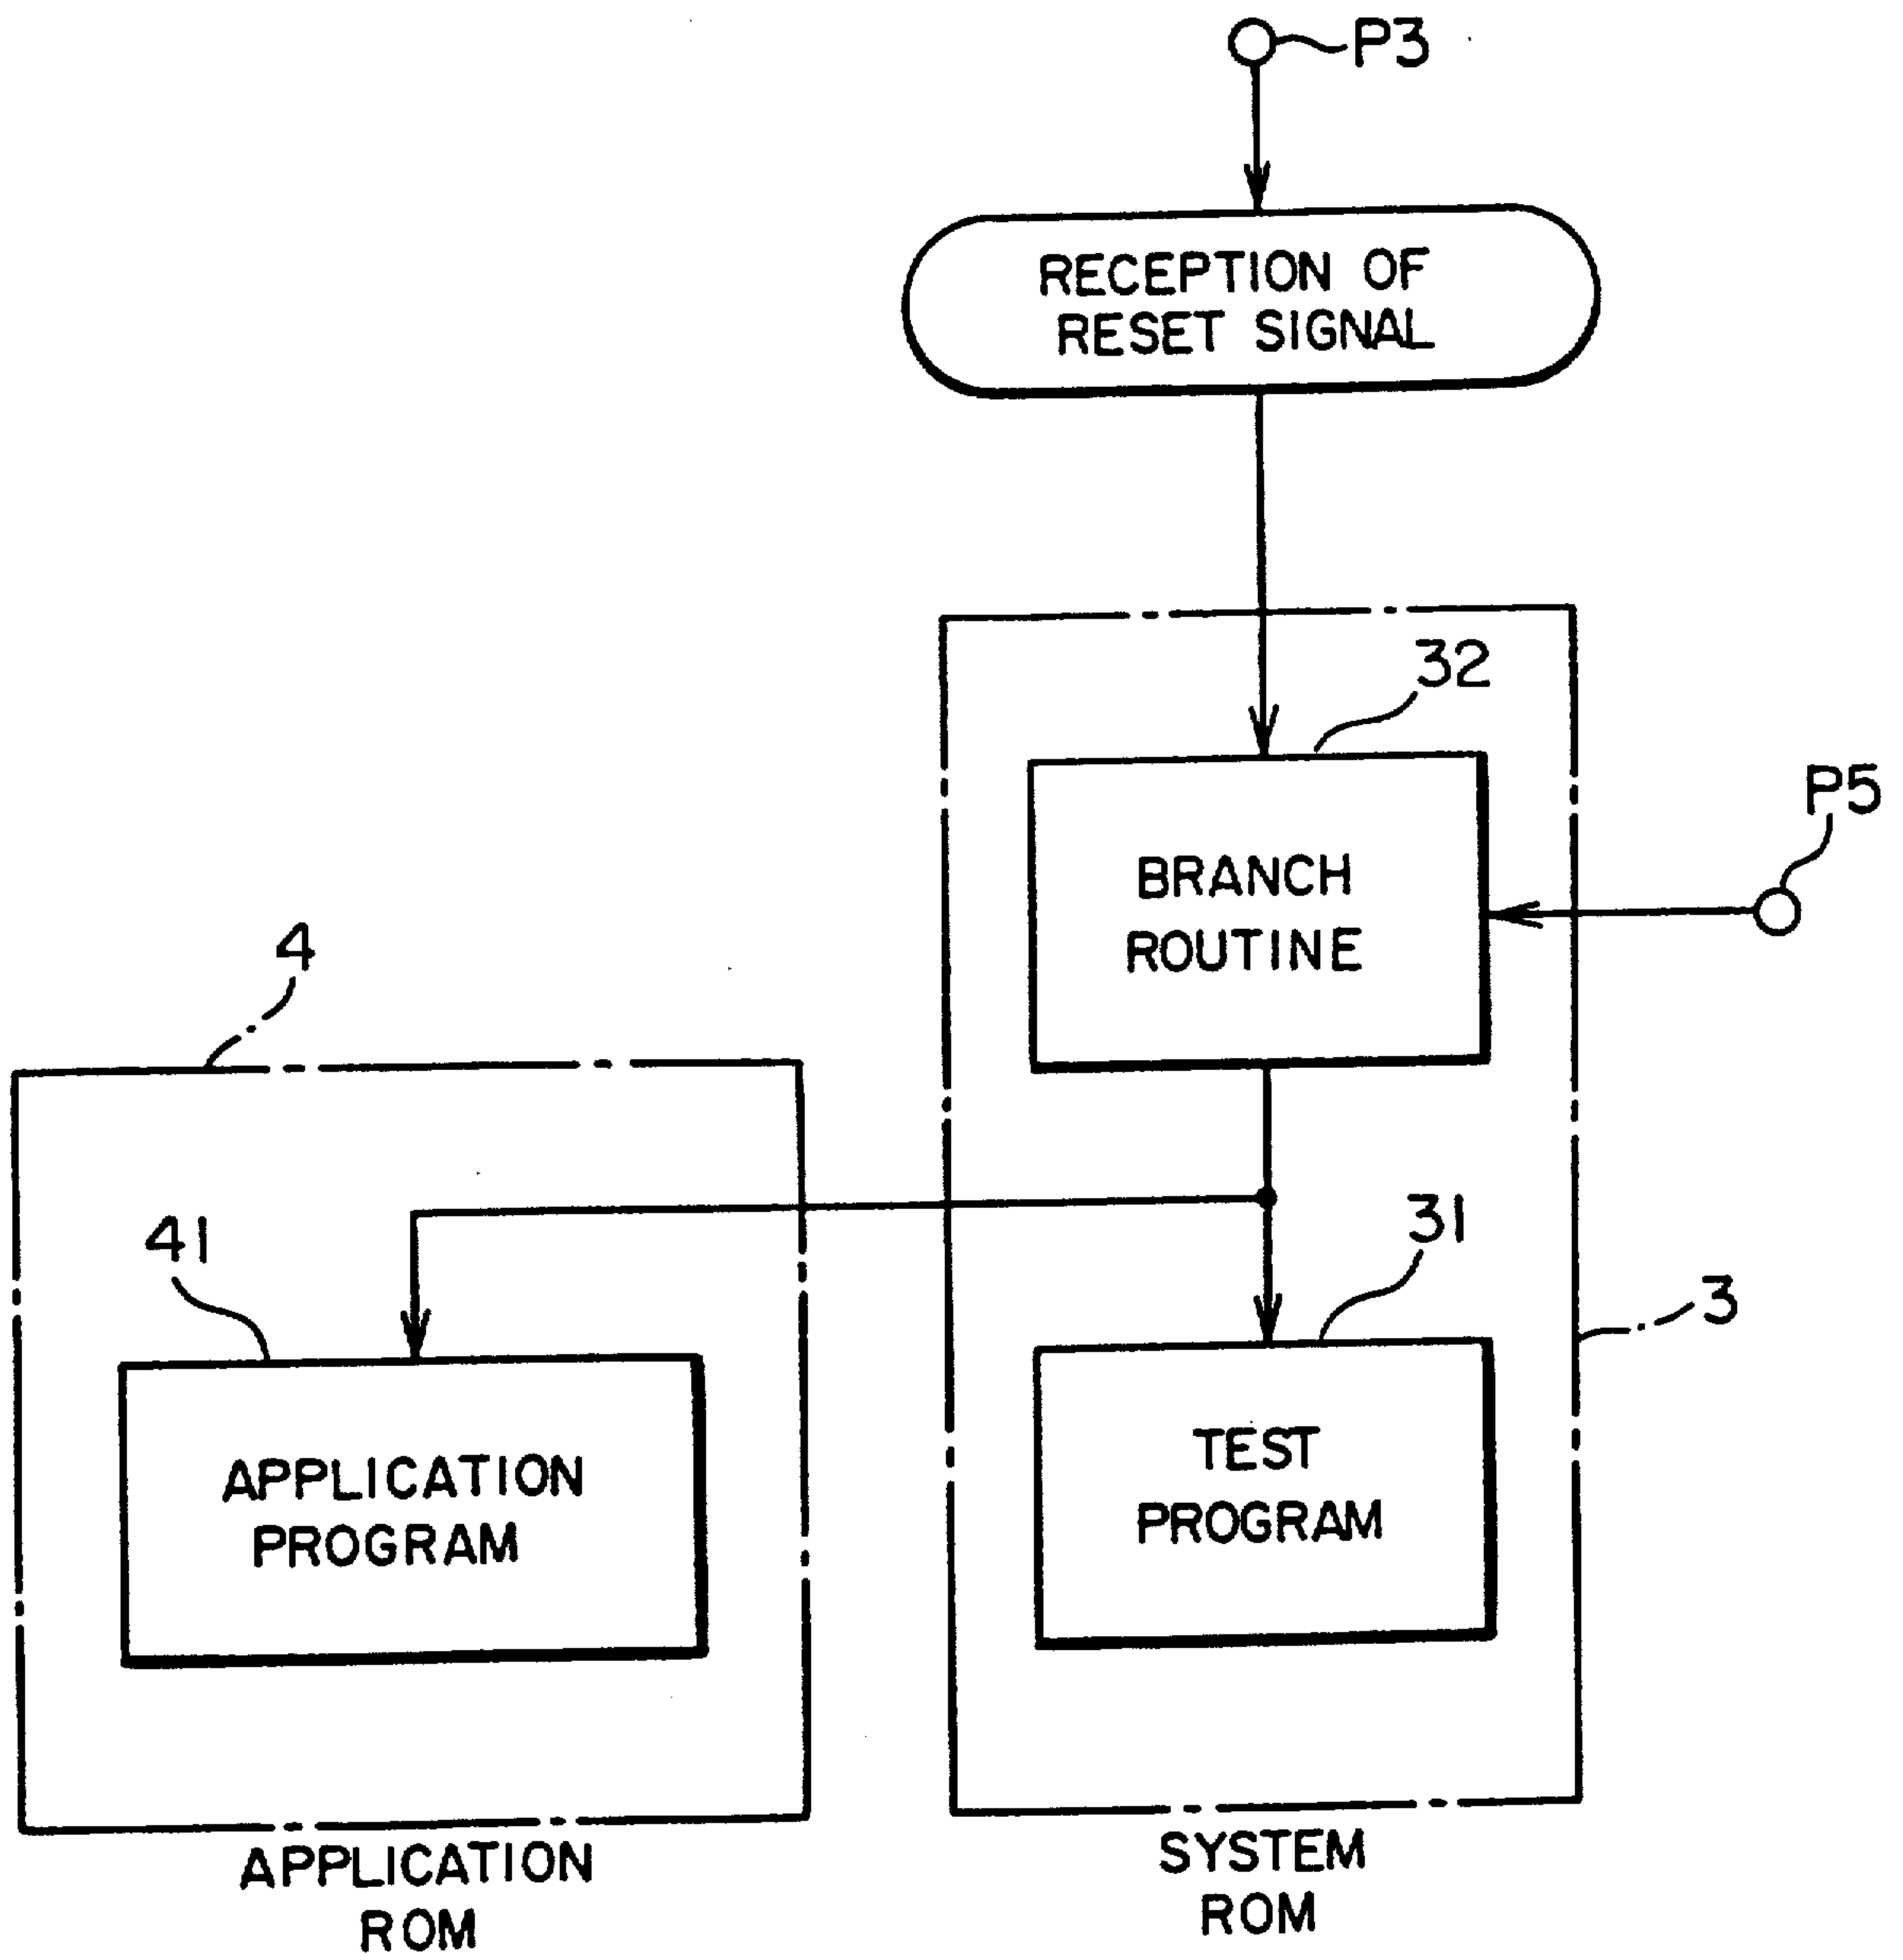 P3
RECEPTION OF
RESET SIGNAL
32
P5
BRANCH
ROUTINE
4
41
31
3
APPLICATION
PROGRAM
TEST
PROGRAM
APPLICATION
ROM
SYSTEM
ROM